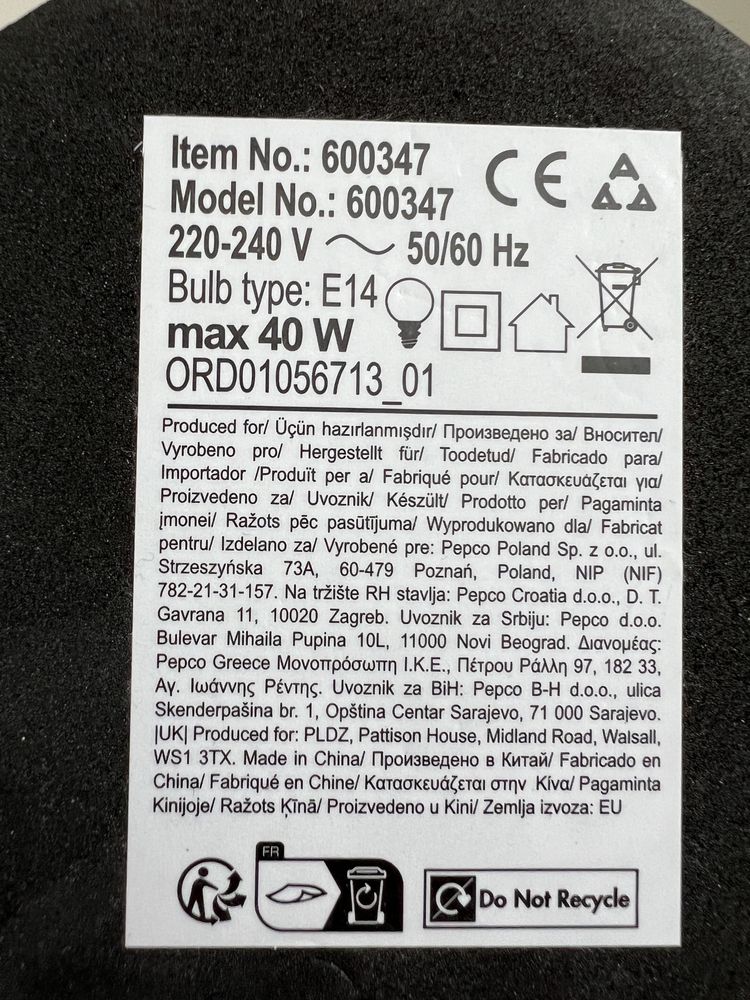 Item No.: 600347
Model No.: 600347
220-240 V ~ 50/60 Hz
Bulb type: E14
max 40 W
ORD01056713_01
CE
Produced for/ Üçün hazırlanmışdır/ Произведено за/ Вносител/
Vyrobeno pro/ Hergestellt für/ Toodetud/ Fabricado para/
Importador /Produït per a/ Fabriqué pour/ Κατασκευάζεται για/
Proizvedeno za/ Uvoznik/ Készült/ Prodotto per/ Pagaminta
įmonei/ Ražots pēc pasūtījuma/ Wyprodukowano dla/ Fabricat
pentru/ Izdelano za/ Vyrobené pre: Pepco Poland Sp. z o.o., ul.
Strzeszyńska 73A, 60-479 Poznań, Poland, NIP (NIF)
782-21-31-157. Na tržište RH stavlja: Pepco Croatia d.o.o., D. T.
Gavrana 11, 10020 Zagreb. Uvoznik za Srbiju: Pepco d.o.o.
Bulevar Mihaila Pupina 10L, 11000 Novi Beograd. Διανομέας:
Pepco Greece Μονοπρόσωπη Ι.Κ.Ε., Πέτρου Ράλλη 97, 182 33,
Αγ. Ιωάννης Ρέντης. Uvoznik za BiH: Pepco B-H d.o.o., ulica
Skenderpašina br. 1, Opština Centar Sarajevo, 71 000 Sarajevo.
|UK| Produced for: PLDZ, Pattison House, Midland Road, Walsall,
WS1 3TX. Made in China/ Произведено в Китай/ Fabricado en
China/ Fabriqué en Chine/ Κατασκευάζεται στην Κίνα/ Pagaminta
Kinijoje/ Ražots Ķīnā/ Proizvedeno u Kini/ Zemlja izvoza: EU
FR
Do Not Recycle